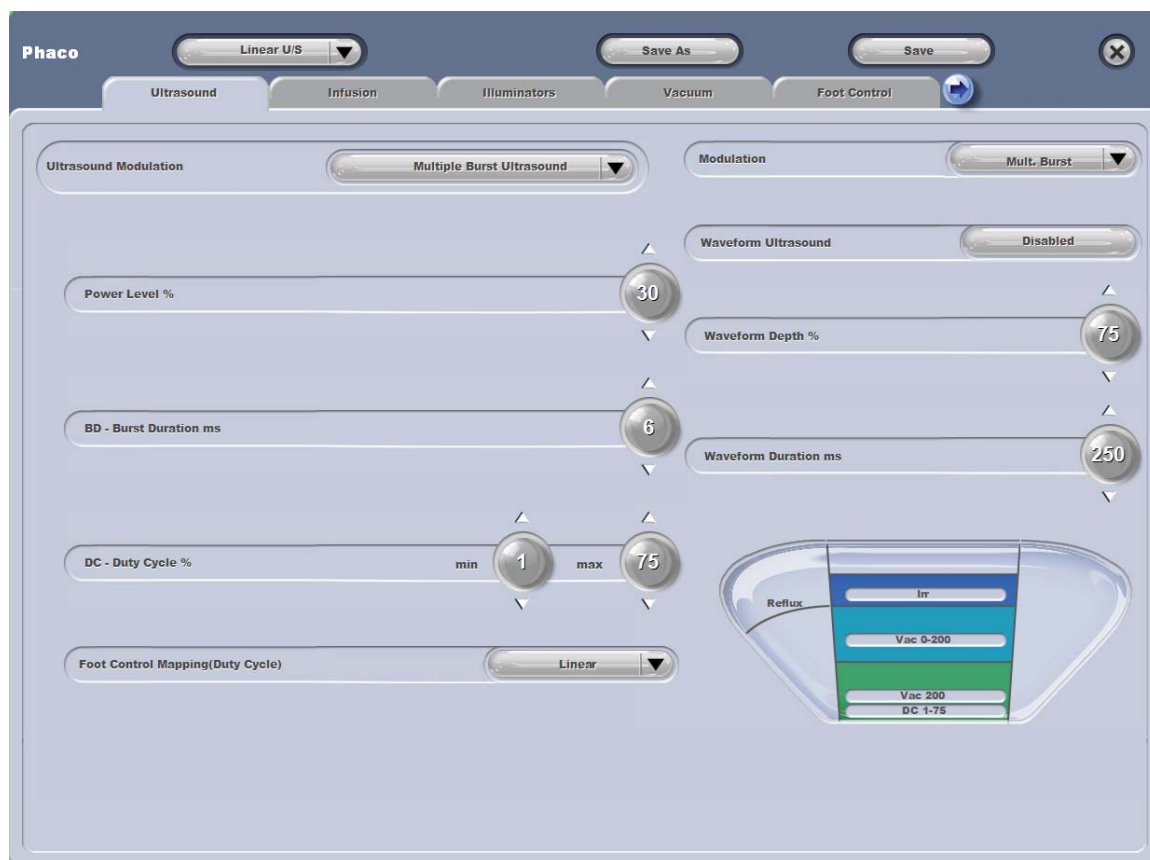 Phaco
Linear U/S
Save As
Save
Ultrasound
Infusion
Illuminators
Vacuum
Foot Control
Ultrasound Modulation
Multiple Burst Ultrasound
Modulation
Mult. Burst
Waveform Ultrasound
Disabled
Power Level %
30
Waveform Depth %
75
BD - Burst Duration ms
6
Waveform Duration ms
250
DC - Duty Cycle %
min
1
max
75
Foot Control Mapping(Duty Cycle)
Linear
Reflux
Irr
Vac 0-200
Vac 200
DC 1-75